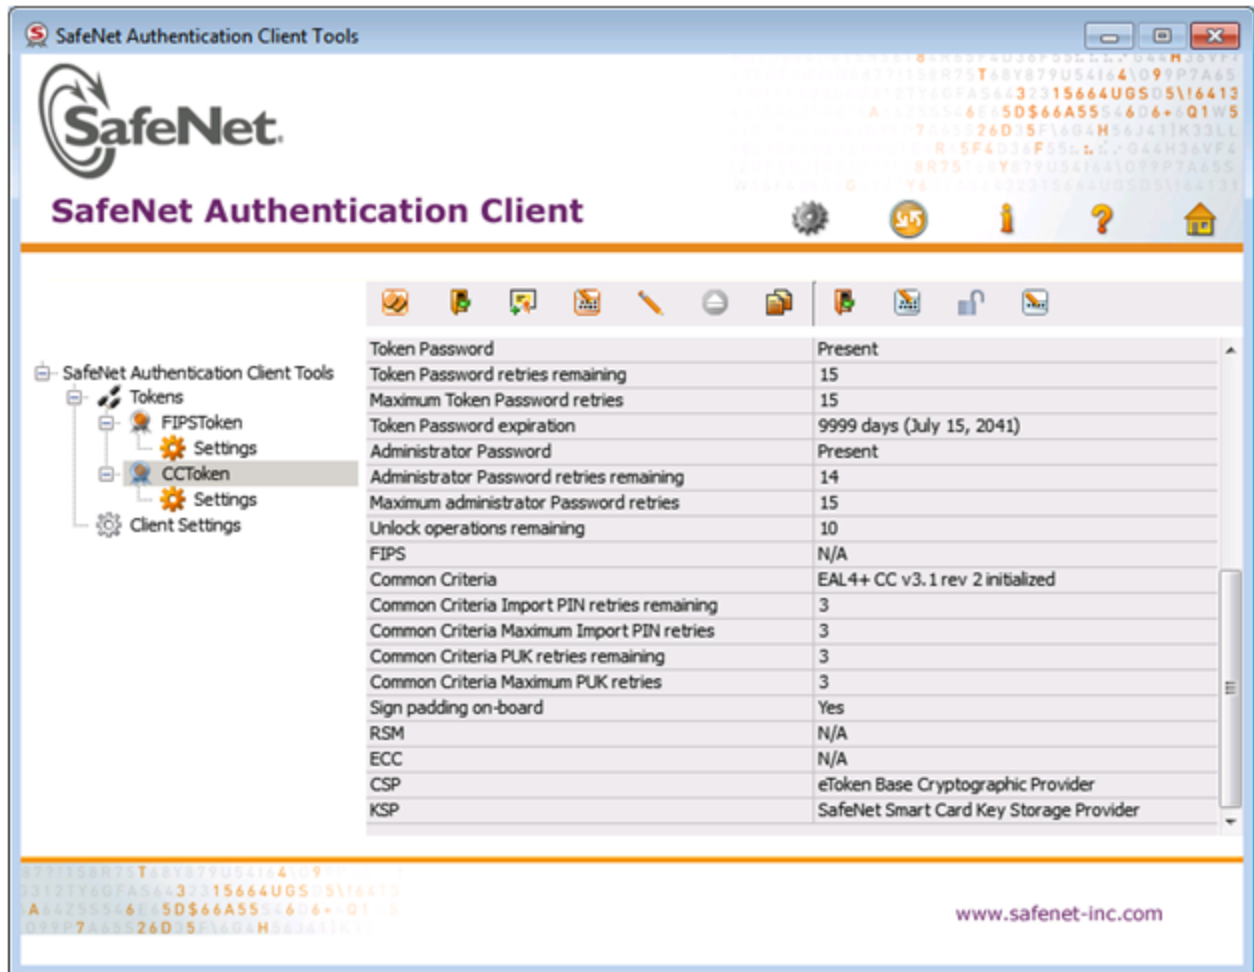 SafeNet Authentication Client Tools
SafeNet.
SafeNet Authentication Client
SafeNet Authentication Client Tools
Tokens
FIPSToken
Settings
CCToken
Settings
Client Settings
Token Password Present
Token Password retries remaining 15
Maximum Token Password retries 15
Token Password expiration 9999 days (July 15, 2041)
Administrator Password Present
Administrator Password retries remaining 14
Maximum administrator Password retries 15
Unlock operations remaining 10
FIPS N/A
Common Criteria EAL4+ CC v3.1 rev 2 initialized
Common Criteria Import PIN retries remaining 3
Common Criteria Maximum Import PIN retries 3
Common Criteria PUK retries remaining 3
Common Criteria Maximum PUK retries 3
Sign padding on-board Yes
RSM N/A
ECC N/A
CSP eToken Base Cryptographic Provider
KSP SafeNet Smart Card Key Storage Provider
www.safenet-inc.com